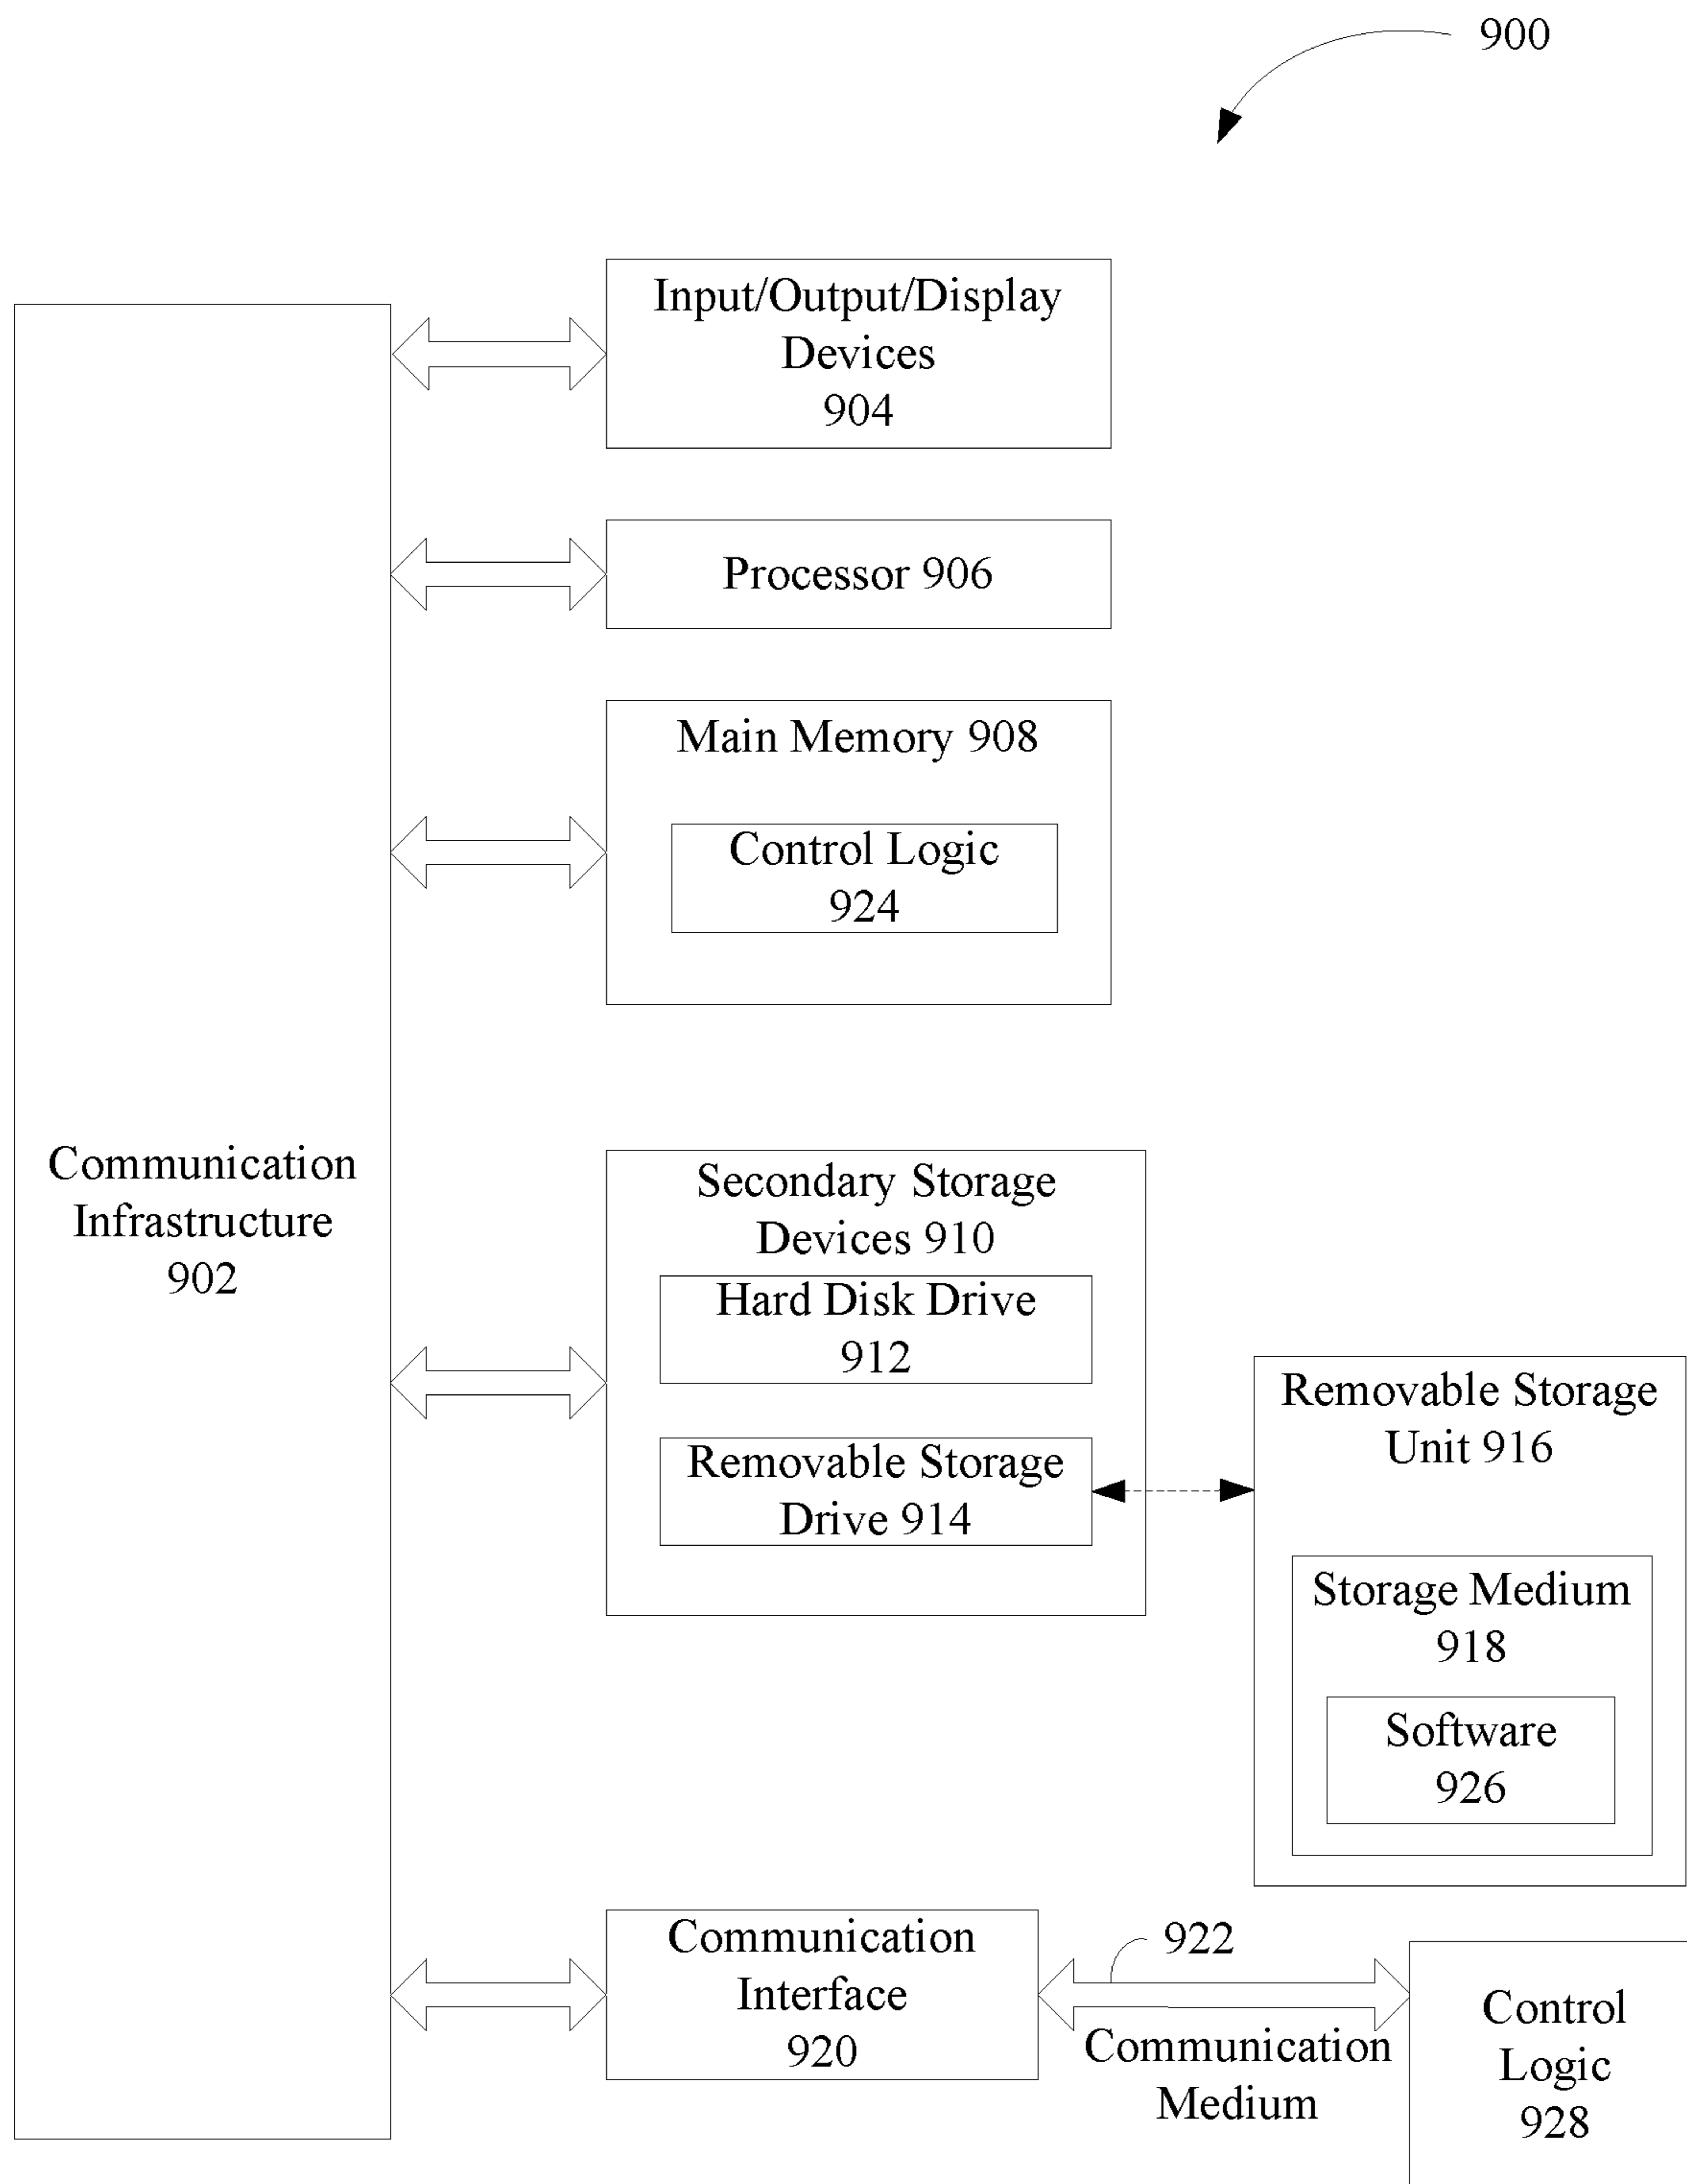 900
Input/Output/Display
Devices
904
Processor 906
Main Memory 908
Control Logic
924
Communication
Infrastructure
902
Secondary Storage
Devices 910
Hard Disk Drive
912
Removable Storage
Drive 914
Removable Storage
Unit 916
Storage Medium
918
Software
926
Communication
Interface
920
922
Communication
Medium
Control
Logic
928